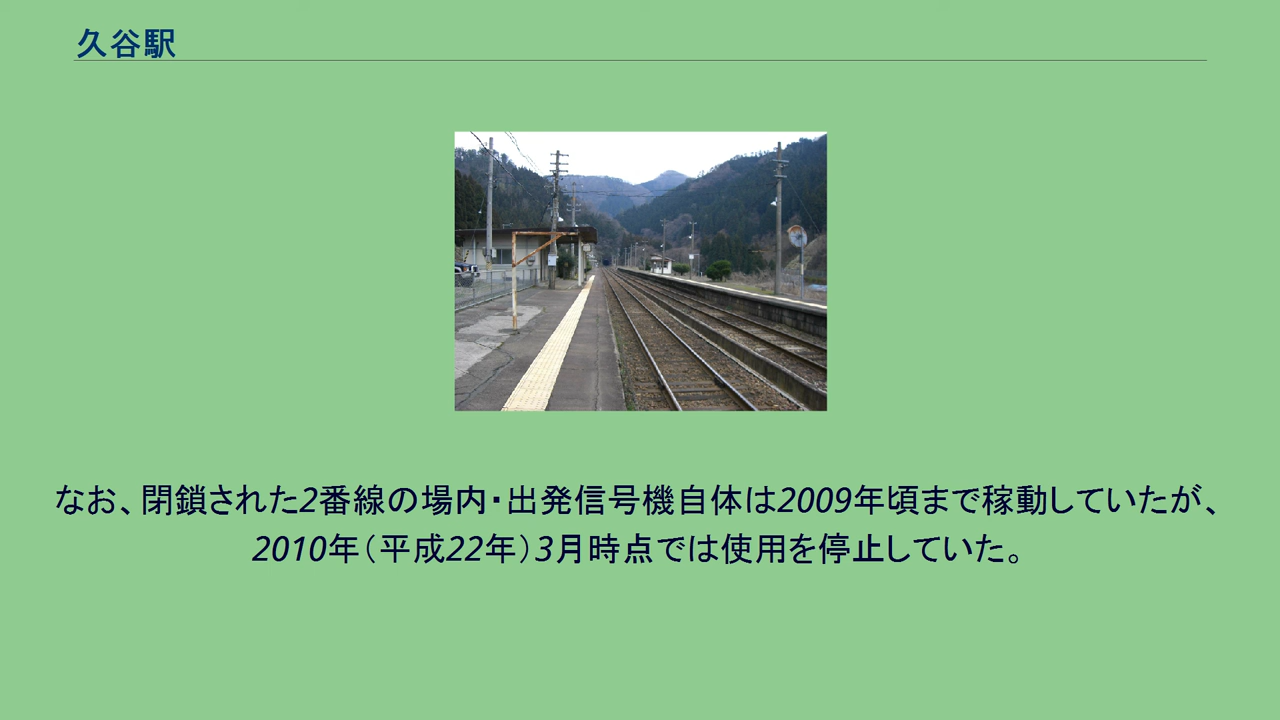 久谷駅
なお、閉鎖された2番線の場内・出発信号機自体は2009年頃まで稼動していたが、
2010年（平成22年）3月時点では使用を停止していた。